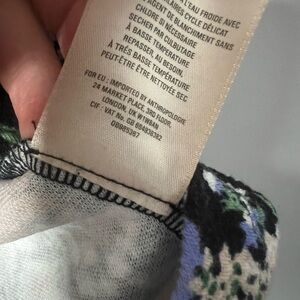 L'EAU FROIDE AVEC
CYCLE DÉLICAT
DE BLANCHIMENT SANS
CHLORE SI NÉCESSAIRE
SÉCHER PAR CULBUTAGE
À BASSE TEMPÉRATURE
REPASSER, AU BESOIN,
À TRÈS BASSE TEMPÉRATURE
PEUT ÊTRE NETTOYÉE SEC
FOR EU: IMPORTED BY ANTHROPOLOGIE
24 MARKET PLACE, 3RD FLOOR,
LONDON, UK W1W8AN
CIF: VAT No. GB